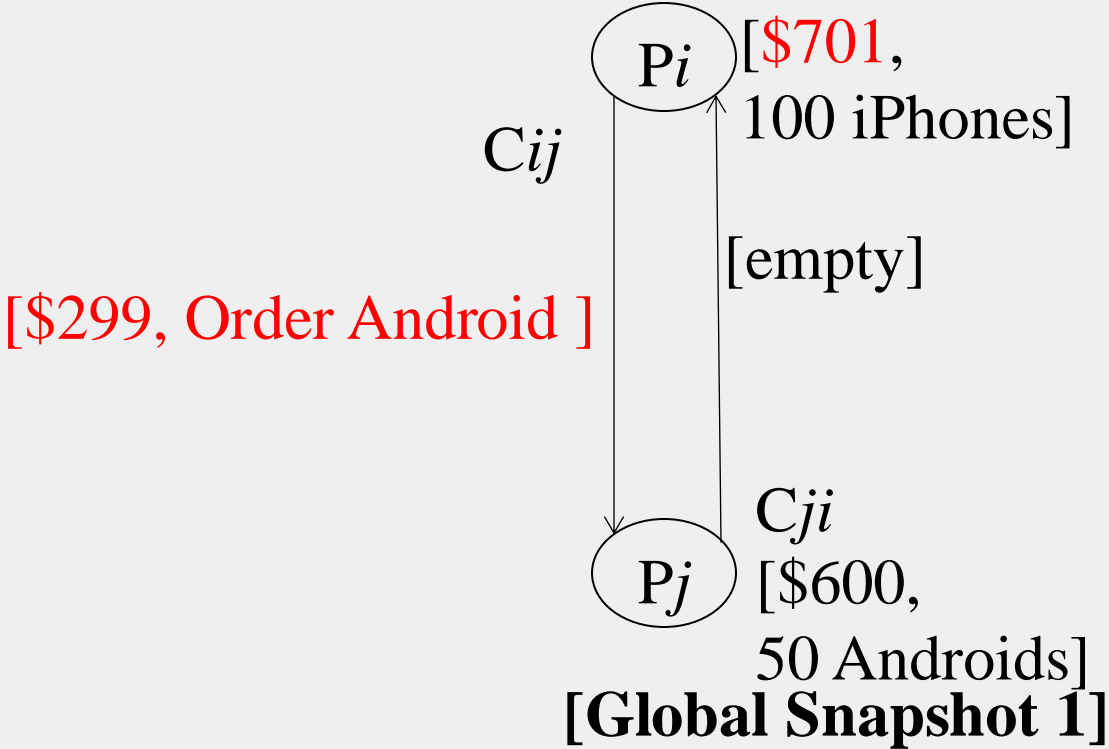 Pi
[$701,
100 iPhones]
Cij
[empty]
[$299, Order Android ]
Cji
Pj
[$600,
50 Androids]
[Global Snapshot 1]